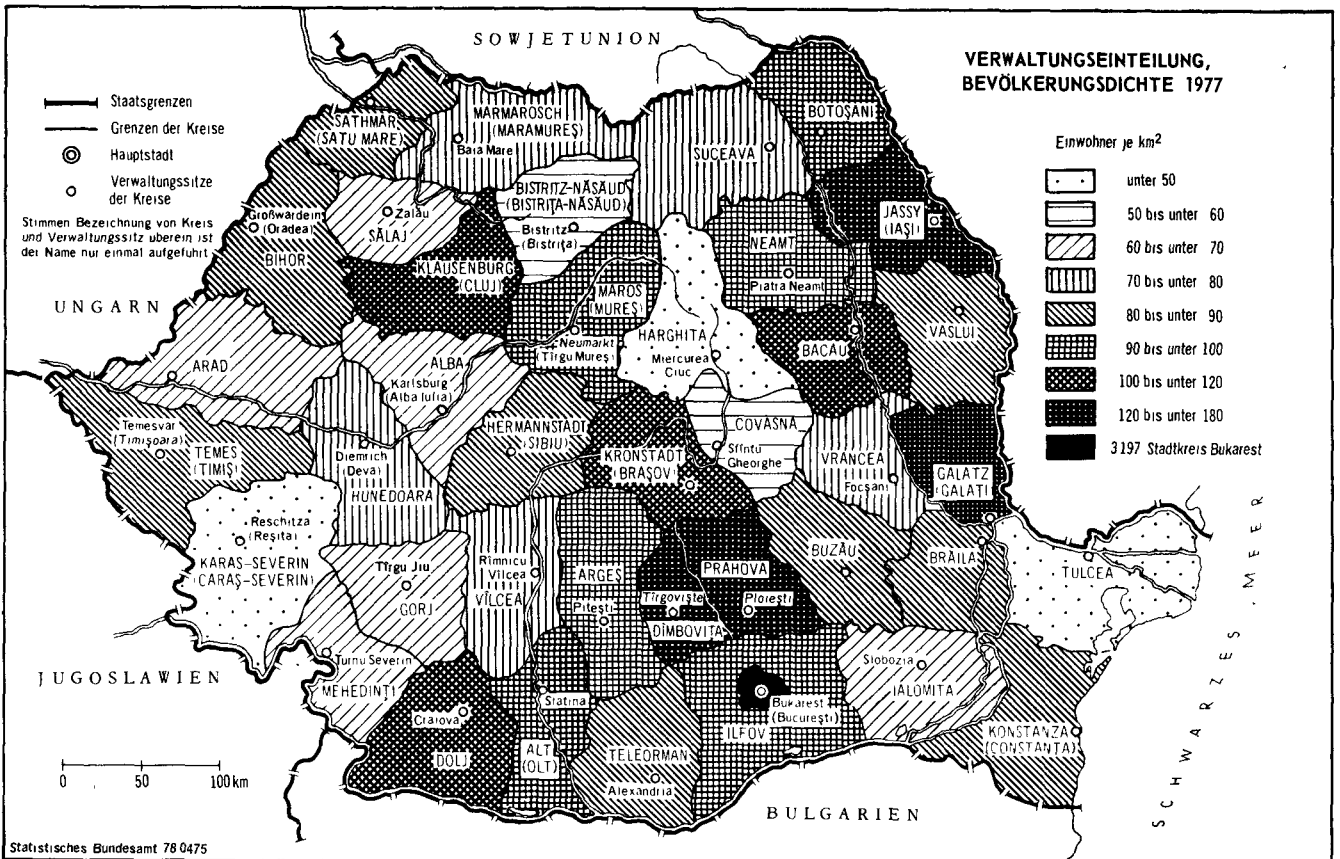 SOWJETUNION
VERWALTUNGSEINTEILUNG,
BEVÖLKERUNGSDICHTE 1977
Staatsgrenzen
Grenzen der Kreise
Hauptstadt
Verwaltungssitze
der Kreise
Stimmen Bezeichnung von Kreis
und Verwaltungssitz überein ist
der Name nur einmal aufgeführt
Einwohner je km²
unter 50
50 bis unter 60
60 bis unter 70
70 bis unter 80
80 bis unter 90
90 bis unter 100
100 bis unter 120
120 bis unter 180
3197 Stadtkreis Bukarest
SATHMAR
(SATU MARE)
MARMAROSCH
(MARAMUREŞ)
Baia Mare
SUCEAVA
BOTOŞANI
BISTRITZ-NĂSĂUD
(BISTRIŢA-NĂSĂUD)
Bistritz
(Bistriţa)
Großwardein
(Oradea)
BIHOR
Zalău
SĂLAJ
KLAUSENBURG
(CLUJ)
NEAMT
Piatra Neamt
JASSY
(IAŞI)
UNGARN
MAROS
(MUREŞ)
Neumarkt
(Tîrgu Mureş)
HARGHITA
Miercurea
Ciuc
BACĂU
VASLUI
ARAD
ALBA
Karlsburg
(Alba Iulia)
Temesvar
(Timişoara)
TEMES
(TIMIŞ)
Diemrich
(Deva)
HUNEDOARA
HERMANNSTADT
(SIBIU)
KRONSTADT
(BRAŞOV)
COVASNA
Sfîntu
Gheorghe
VRANCEA
Focşani
GALATZ
(GALAŢI)
Reschitza
(Reşita)
KARAS-SEVERIN
(CARAŞ-SEVERIN)
Tîrgu Jiu
GORJ
Rîmnicu
Vîlcea
VÎLCEA
ARGEŞ
Piteşti
PRAHOVA
Tîrgovişte
Ploieşti
DÎMBOVIŢA
BUZĂU
BRĂILA
TULCEA
JUGOSLAWIEN
Turnu Severin
MEHEDINŢI
Craiova
DOLJ
Slatina
ALT
(OLT)
TELEORMAN
Alexandria
Bukarest
(Bucureşti)
ILFOV
Slobozia
IALOMIŢA
KONSTANZA
(CONSTANŢA)
SCHWARZES MEER
0 50 100 km
BULGARIEN
Statistisches Bundesamt 78 0475